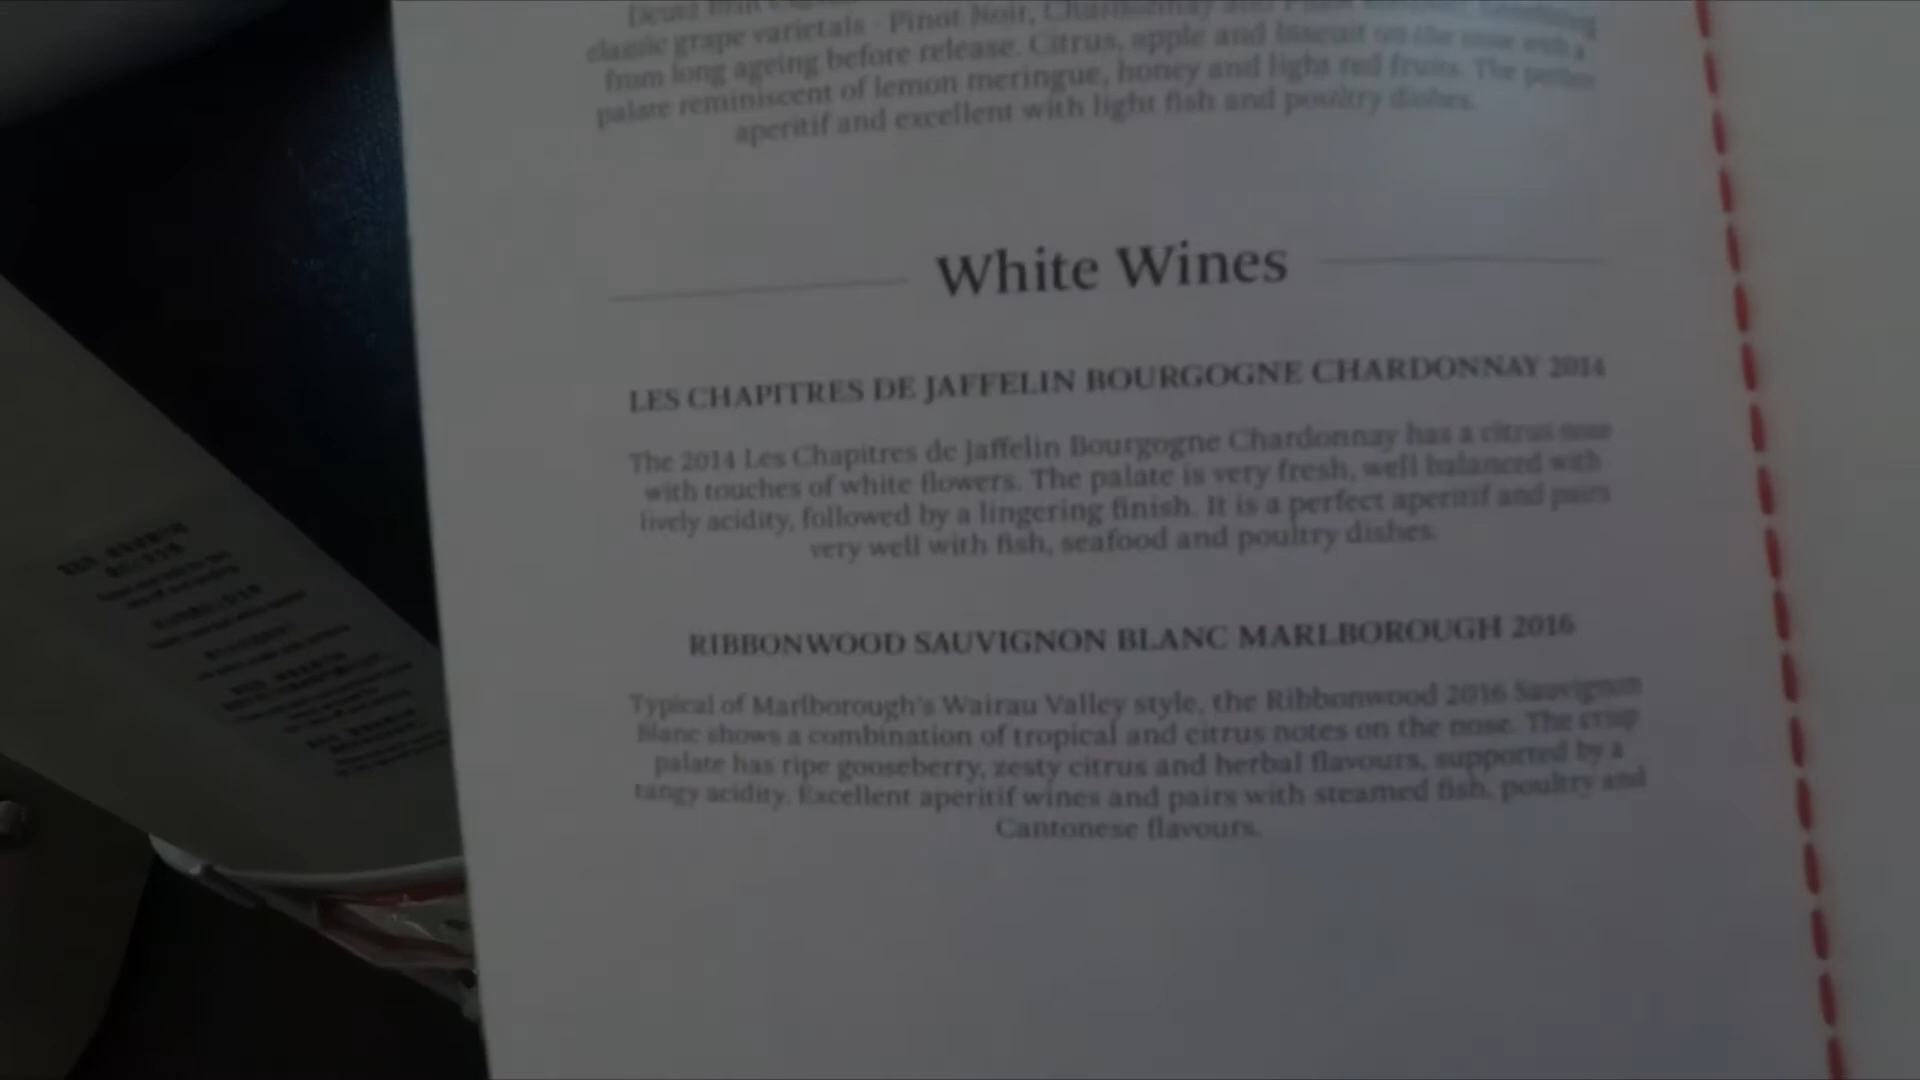 classic grape varietals - Pinot Noir, Chardonnay and
from long ageing before release. Citrus, apple and biscuit on the nose with a
palate reminiscent of lemon meringue, honey and light red fruits. The perfect
aperitif and excellent with light fish and poultry dishes.
White Wines
LES CHAPITRES DE JAFFELIN BOURGOGNE CHARDONNAY 2014
The 2014 Les Chapitres de Jaffelin Bourgogne Chardonnay has a citrus nose
with touches of white flowers. The palate is very fresh, well balanced with
lively acidity, followed by a lingering finish. It is a perfect aperitif and pairs
very well with fish, seafood and poultry dishes.
RIBBONWOOD SAUVIGNON BLANC MARLBOROUGH 2016
Typical of Marlborough's Wairau Valley style, the Ribbonwood 2016 Sauvignon
Blanc shows a combination of tropical and citrus notes on the nose. The crisp
palate has ripe gooseberry, zesty citrus and herbal flavours, supported by a
tangy acidity. Excellent aperitif wines and pairs with steamed fish, poultry and
Cantonese flavours.